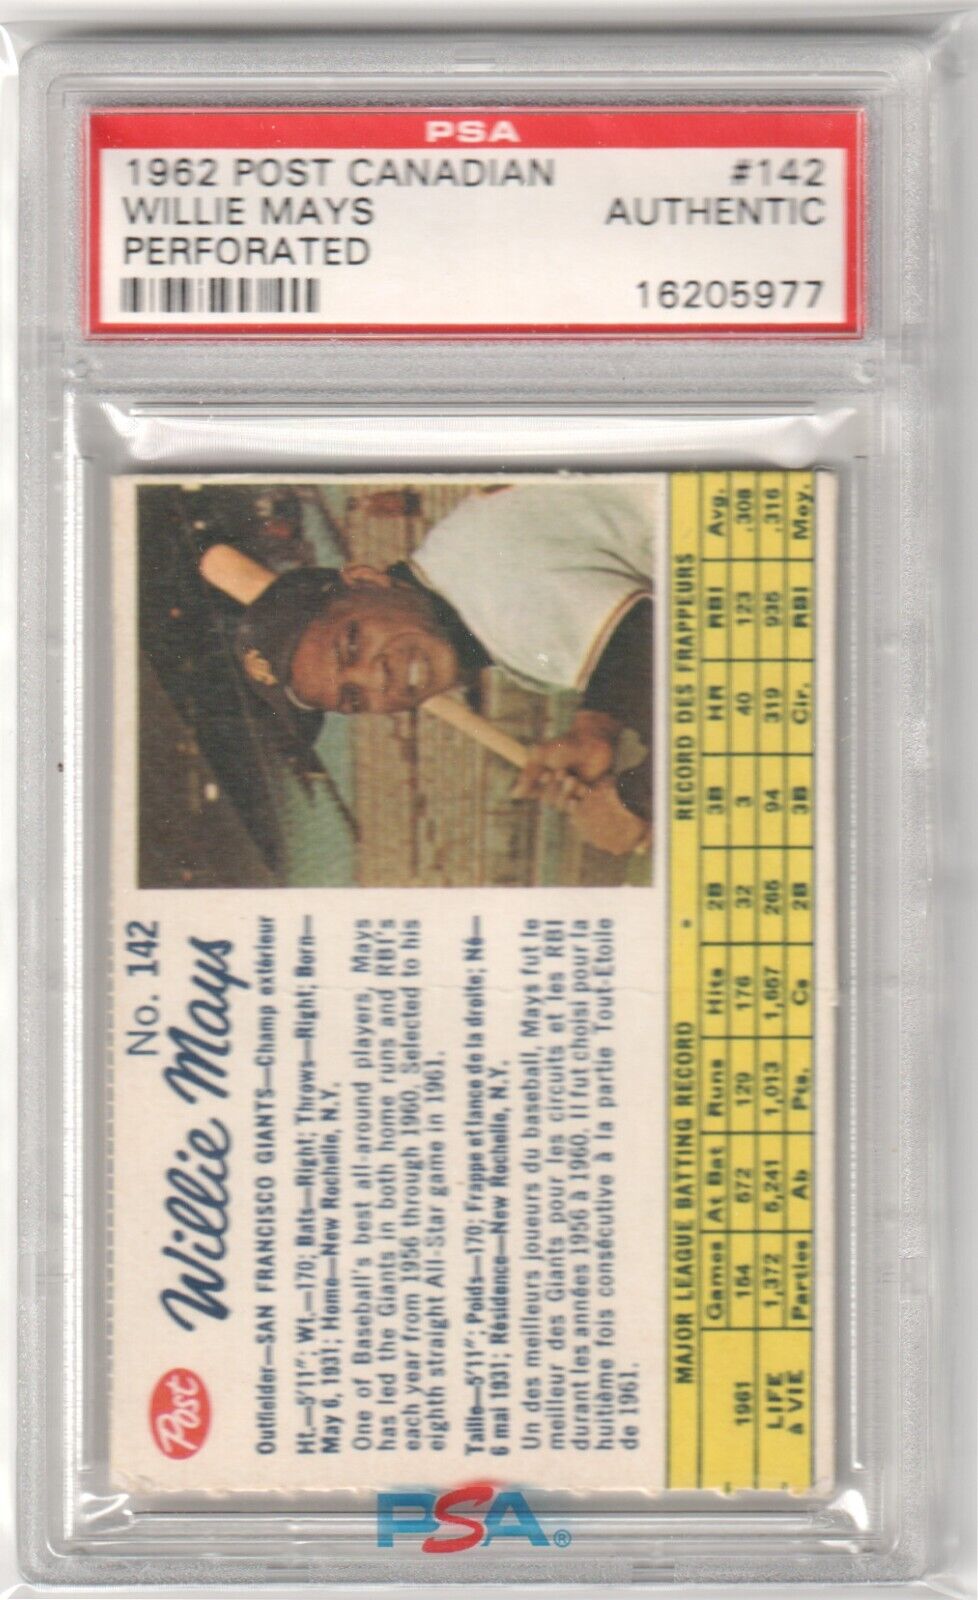 PSA
1962 POST CANADIAN #142
WILLIE MAYS AUTHENTIC
PERFORATED
16205977
Post
No. 142
Willie Mays
Outfielder—SAN FRANCISCO GIANTS—Champ extérieur
Ht.—5'11"; Wt.—170; Bats—Right; Throws—Right; Born—
May 6, 1931; Home—New Rochelle, N.Y.
One of Baseball's best all-around players, Mays
has led the Giants in both home runs and RBI's
each year from 1956 through 1960. Selected to his
eighth straight All-Star game in 1961.
Taille—5'11"; Poids—170; Frappe et lance de la droite; Né—
6 mai 1931; Résidence—New Rochelle, N.Y.
Un des meilleurs joueurs du baseball, Mays fut le
meilleur des Giants pour les circuits et les RBI
durant les années 1956 à 1960. Il fut choisi pour la
huitième fois consécutive à la partie Tout-Etoile
de 1961.
MAJOR LEAGUE BATTING RECORD • RECORD DES FRAPPEURS
Games At Bat Runs Hits 2B 3B HR RBI Avg.
1961 154 572 129 176 32 3 40 123 .308
LIFE 1,372 5,241 1,013 1,657 265 94 319 935 .316
à VIE Parties Ab Pts. Cs 2B 3B Cir. RBI Moy.
PSA®